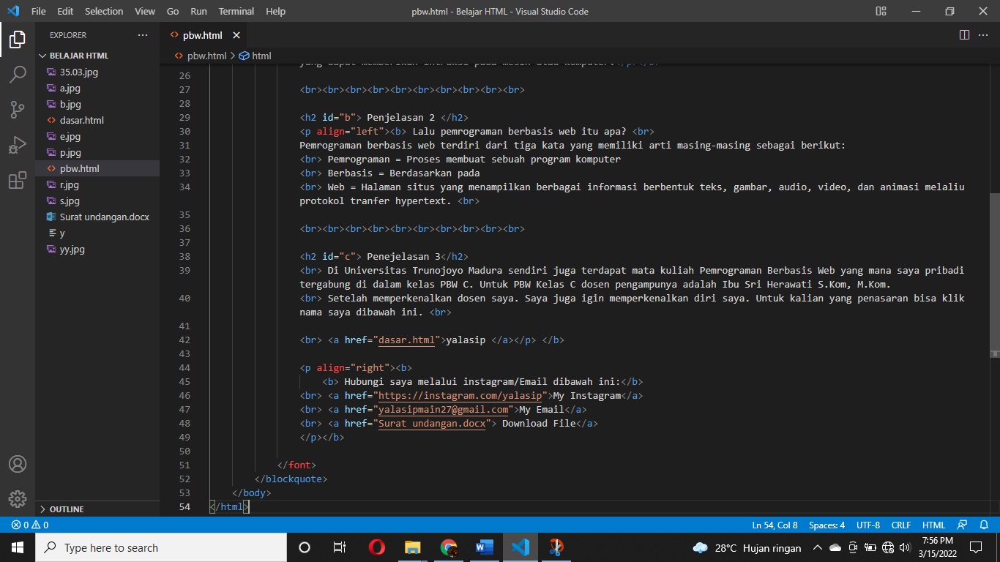 File Edit Selection View Go Run Terminal Help pbw.html - Belajar HTML - Visual Studio Code
EXPLORER
BELAJAR HTML
35.03.jpg
a.jpg
b.jpg
dasar.html
e.jpg
p.jpg
pbw.html
r.jpg
s.jpg
Surat undangan.docx
y
yy.jpg
OUTLINE
pbw.html
pbw.html > html
yang dapat memberikan intruksi pada mesin atau komputer.</p></b>
26
27 <br><br><br><br><br><br><br><br><br><br>
28
29 <h2 id="b"> Penjelasan 2 </h2>
30 <p align="left"><b> Lalu pemrograman berbasis web itu apa? <br>
31 Pemrograman berbasis web terdiri dari tiga kata yang memiliki arti masing-masing sebagai berikut:
32 <br> Pemrograman = Proses membuat sebuah program komputer
33 <br> Berbasis = Berdasarkan pada
34 <br> Web = Halaman situs yang menampilkan berbagai informasi berbentuk teks, gambar, audio, video, dan animasi melaliu
protokol tranfer hypertext. <br>
35
36 <br><br><br><br><br><br><br><br><br><br>
37
38 <h2 id="c"> Penejelasan 3</h2>
39 <br> Di Universitas Trunojoyo Madura sendiri juga terdapat mata kuliah Pemrograman Berbasis Web yang mana saya pribadi
tergabung di dalam kelas PBW C. Untuk PBW Kelas C dosen pengampunya adalah Ibu Sri Herawati S.Kom, M.Kom.
40 <br> Setelah memperkenalkan dosen saya. Saya juga igin memperkenalkan diri saya. Untuk kalian yang penasaran bisa klik
nama saya dibawah ini. <br>
41
42 <br> <a href="dasar.html">yalasip </a></p> </b>
43
44 <p align="right"><b>
45 <b> Hubungi saya melalui instagram/Email dibawah ini:</b>
46 <br> <a href="https://instagram.com/yalasip">My Instagram</a>
47 <br> <a href="yalasipmain27@gmail.com">My Email</a>
48 <br> <a href="Surat undangan.docx"> Download File</a>
49 </p></b>
50
51 </font>
52 </blockquote>
53 </body>
54 </html>
0 0 Ln 54, Col 8 Spaces: 4 UTF-8 CRLF HTML
Type here to search 28°C Hujan ringan 7:56 PM
3/15/2022